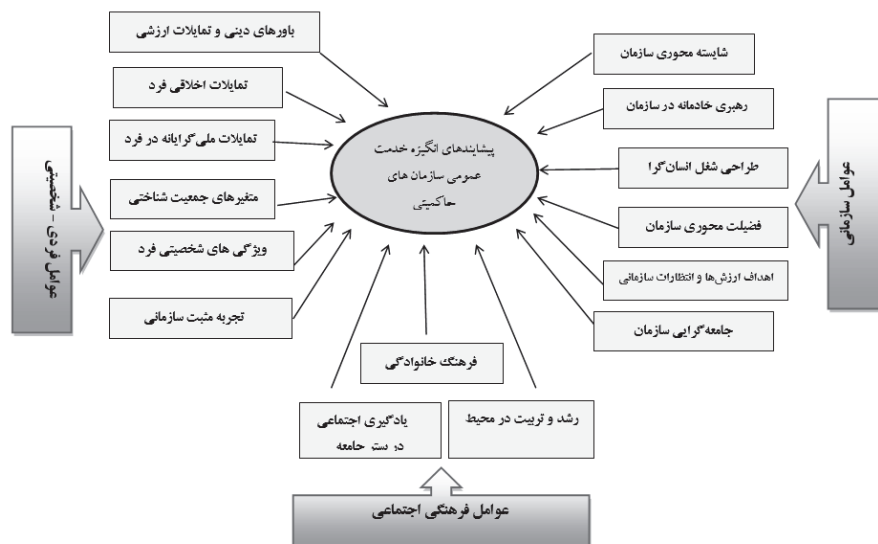 باورهای دینی و تمایلات ارزشی
تمایلات اخلاقی فرد
تمایلات ملی‌گرایانه در فرد
متغیرهای جمعیت شناختی
ویژگی های شخصیتی فرد
تجربه مثبت سازمانی
عوامل فردی - شخصیتی
پیشایندهای انگیزه خدمت
عمومی سازمان های
حاکمیتی
شایسته محوری سازمان
رهبری خادمانه در سازمان
طراحی شغل انسان‌گرا
فضیلت محوری سازمان
اهداف ارزش‌ها و انتظارات سازمانی
جامعه‌گرایی سازمان
عوامل سازمانی
فرهنگ خانوادگی
رشد و تربیت در محیط
یادگیری اجتماعی
در بستر جامعه
عوامل فرهنگی اجتماعی